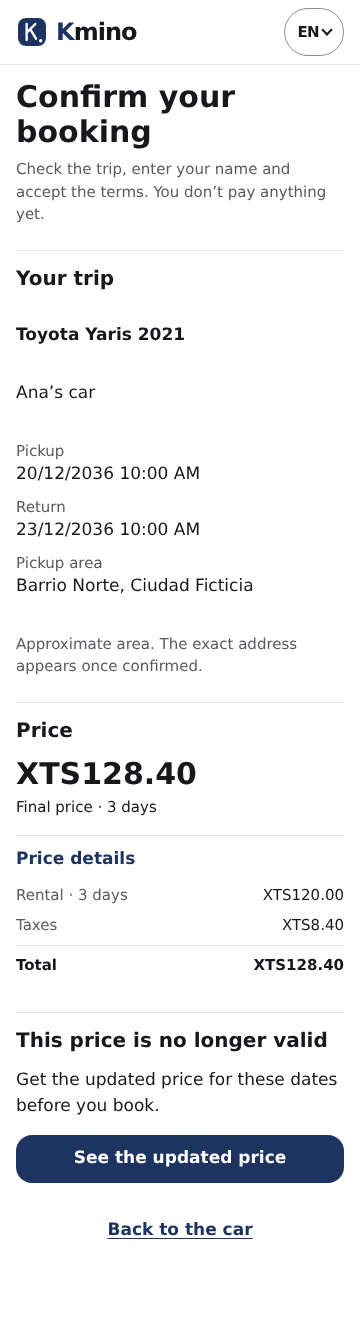 Kmino
EN
Confirm your
booking
Check the trip, enter your name and
accept the terms. You don’t pay anything
yet.
Your trip
Toyota Yaris 2021
Ana’s car
Pickup
20/12/2036 10:00 AM
Return
23/12/2036 10:00 AM
Pickup area
Barrio Norte, Ciudad Ficticia
Approximate area. The exact address
appears once confirmed.
Price
XTS128.40
Final price · 3 days
Price details
Rental · 3 days XTS120.00
Taxes XTS8.40
Total XTS128.40
This price is no longer valid
Get the updated price for these dates
before you book.
See the updated price
Back to the car